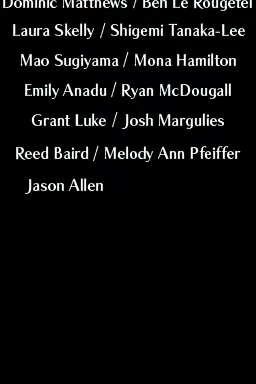 Dominic Matthews / Ben Le Rougetel
Laura Skelly / Shigemi Tanaka-Lee
Mao Sugiyama / Mona Hamilton
Emily Anadu / Ryan McDougall
Grant Luke / Josh Margulies
Reed Baird / Melody Ann Pfeiffer
Jason Allen